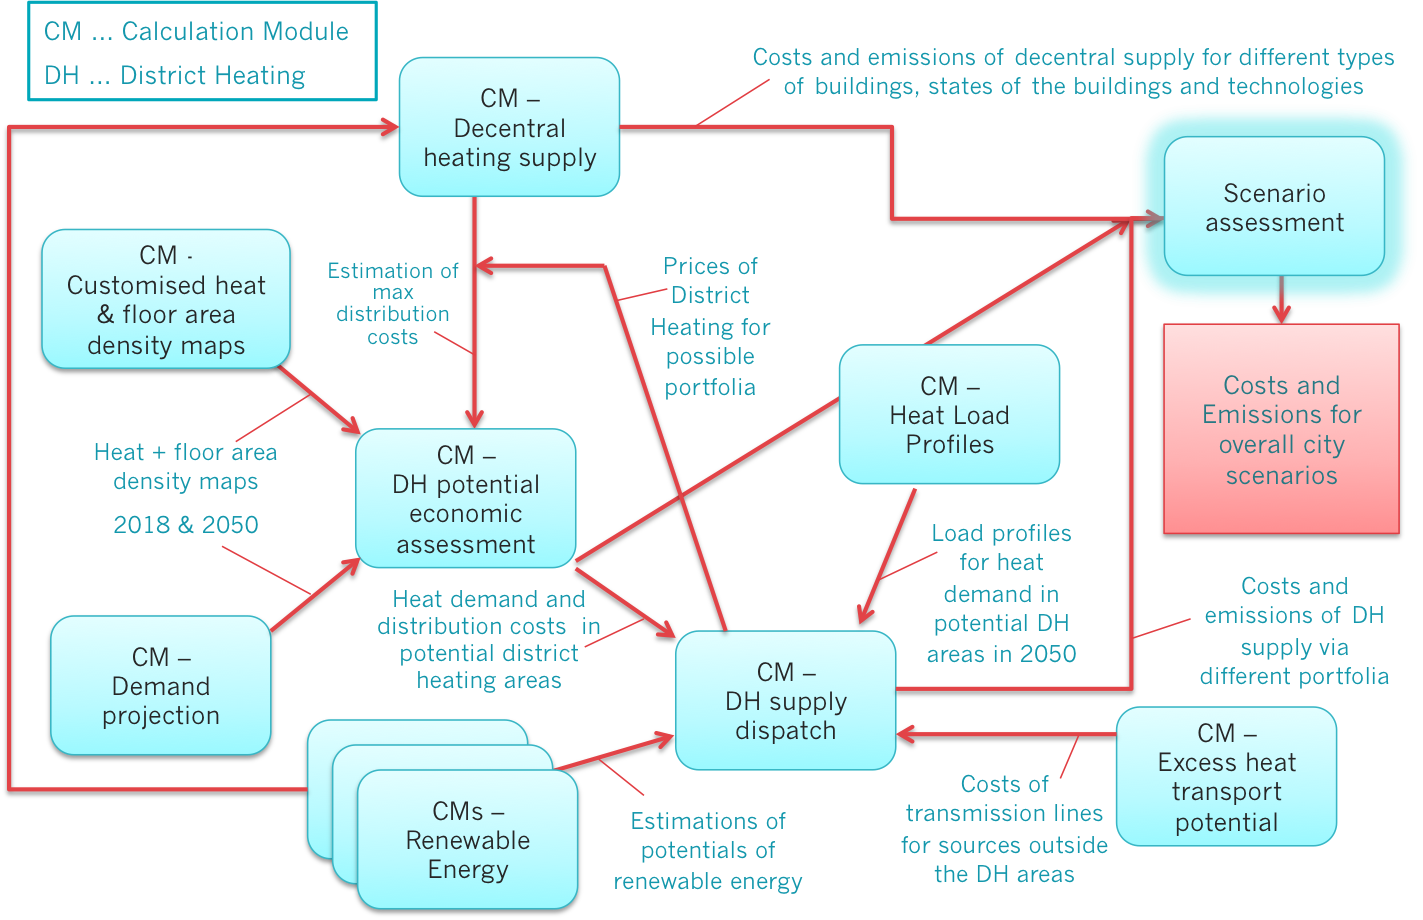 CM ... Calculation Module
DH ... District Heating
CM –
Decentral
heating supply
Costs and emissions of decentral supply for different types
of buildings, states of the buildings and technologies
Scenario
assessment
CM -
Customised heat
& floor area
density maps
Estimation of
max
distribution
costs
Prices of
District
Heating for
possible
portfolia
CM –
Heat Load
Profiles
Costs and
Emissions for
overall city
scenarios
Heat + floor area
density maps
2018 & 2050
CM –
DH potential
economic
assessment
Load profiles
for heat
demand in
potential DH
areas in 2050
Costs and
emissions of DH
supply via
different portfolia
Heat demand and
distribution costs in
potential district
heating areas
CM –
Demand
projection
CM –
DH supply
dispatch
CM –
Excess heat
transport
potential
CMs –
Renewable
Energy
Estimations of
potentials of
renewable energy
Costs of
transmission lines
for sources outside
the DH areas